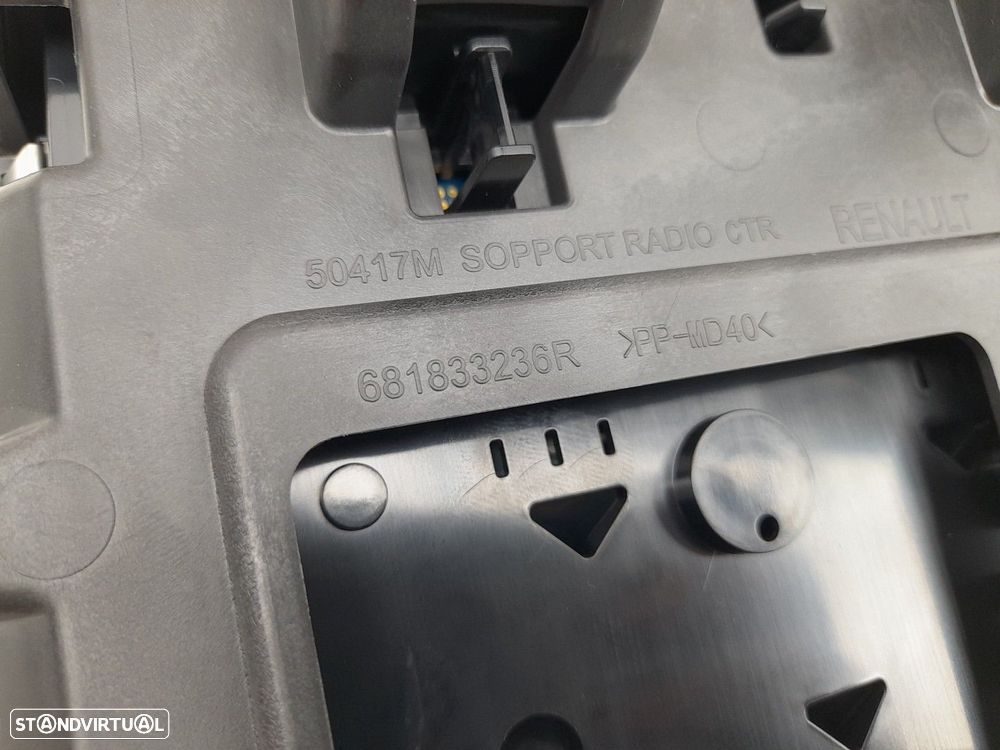 50417M SOPPORT RADIO CTR RENAULT
681833236R >PP-MD40<
STANDVIRTUAL